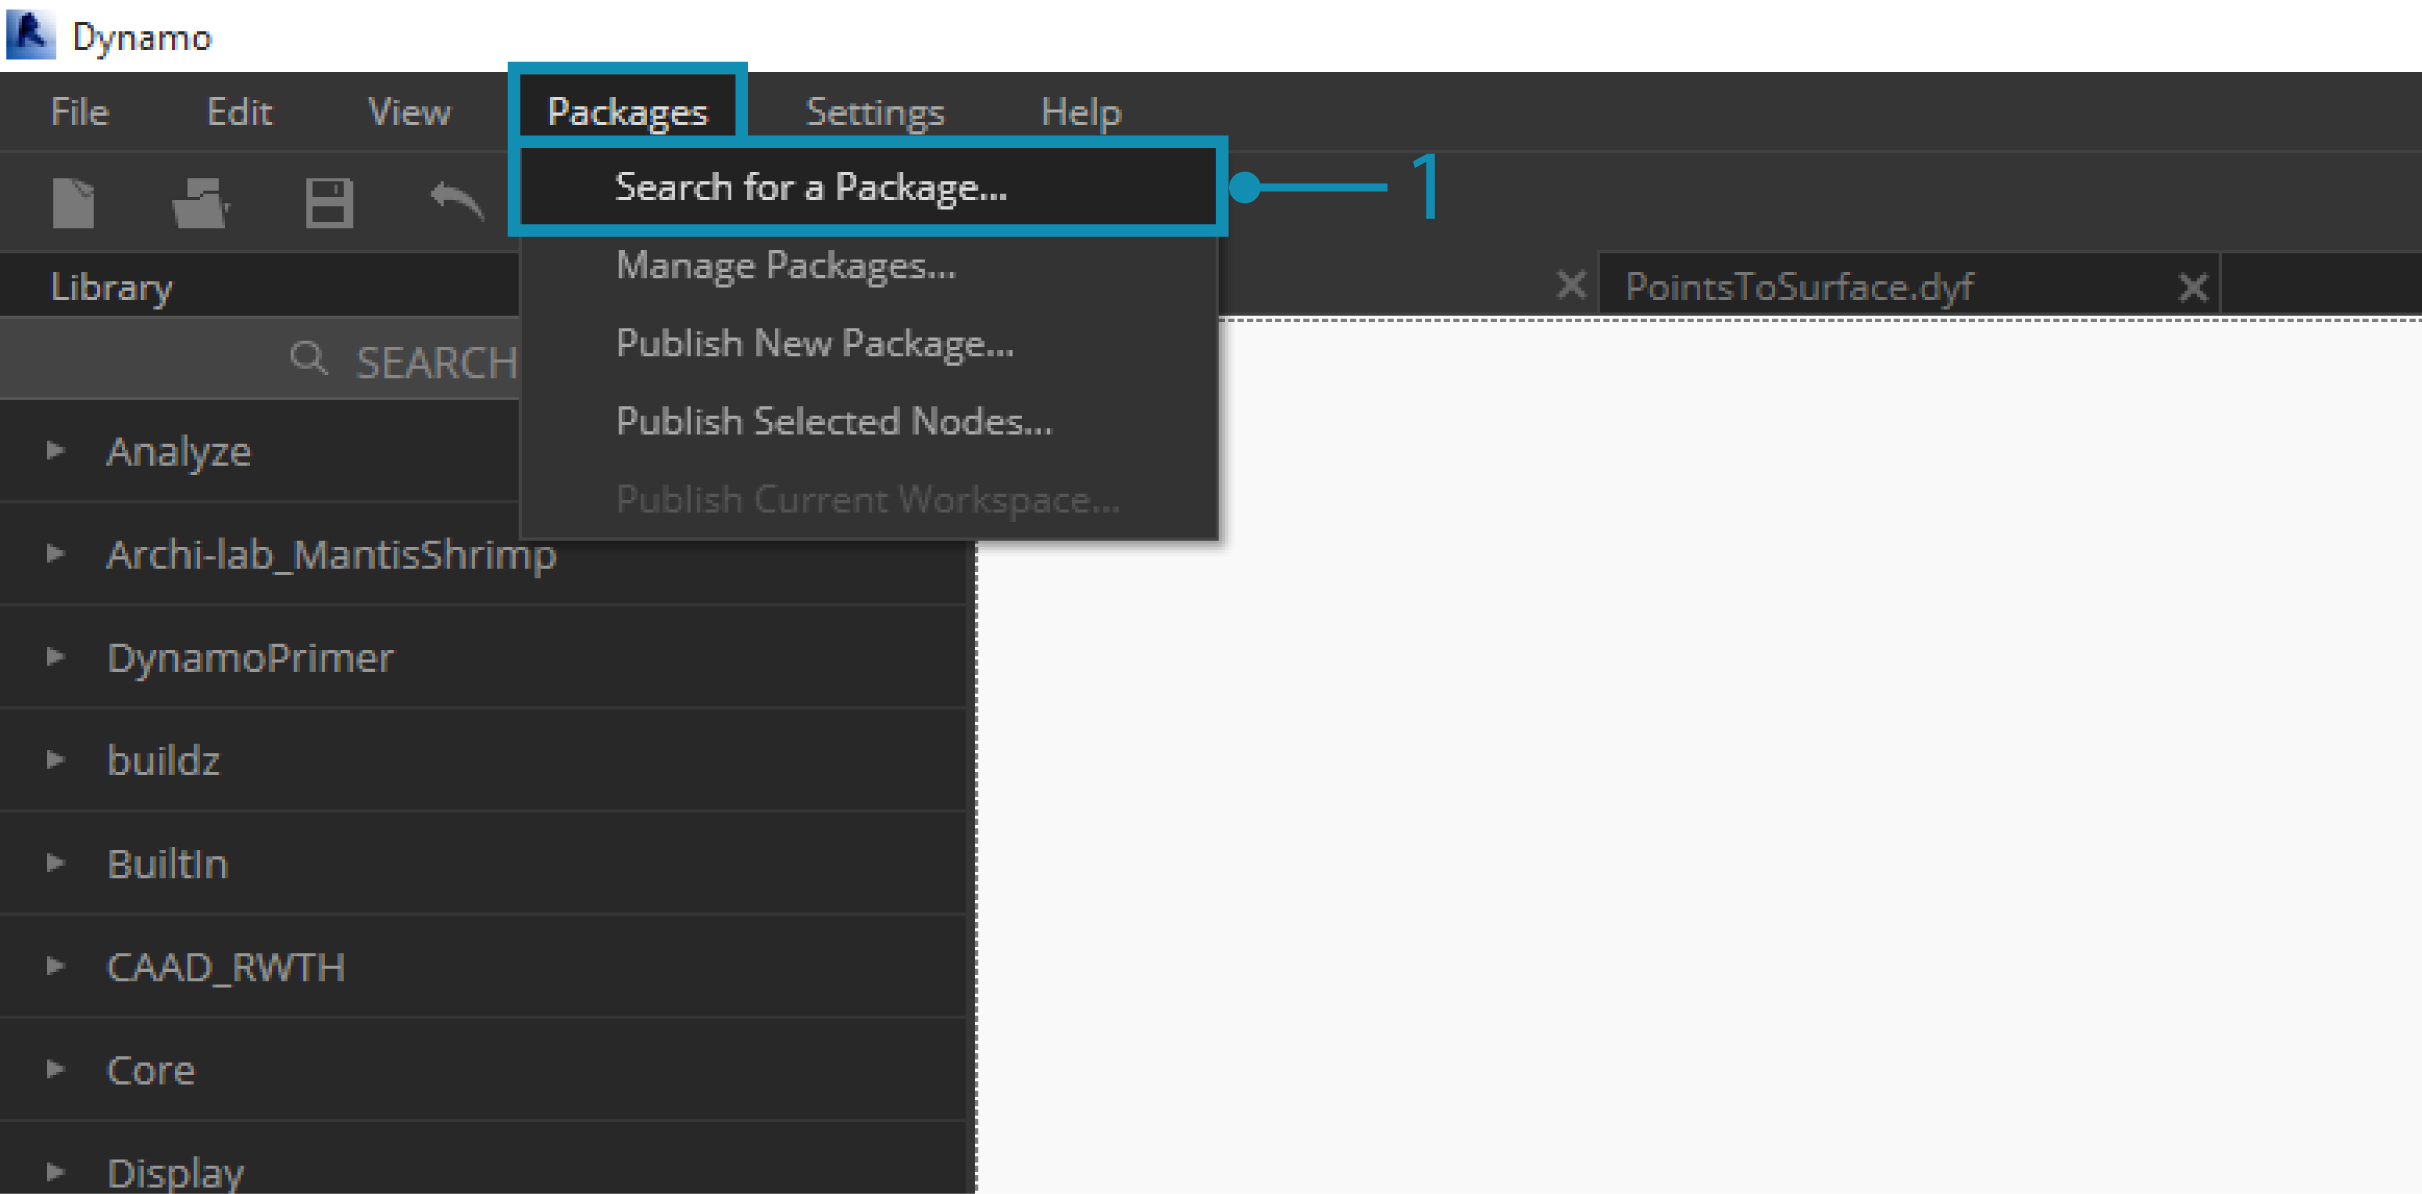 Dynamo
File Edit View Packages Settings Help
Search for a Package... 1
Manage Packages...
Library
PointsToSurface.dyf
Publish New Package...
SEARCH
Publish Selected Nodes...
Publish Current Workspace...
Analyze
Archi-lab_MantisShrimp
DynamoPrimer
buildz
BuiltIn
CAAD_RWTH
Core
Display